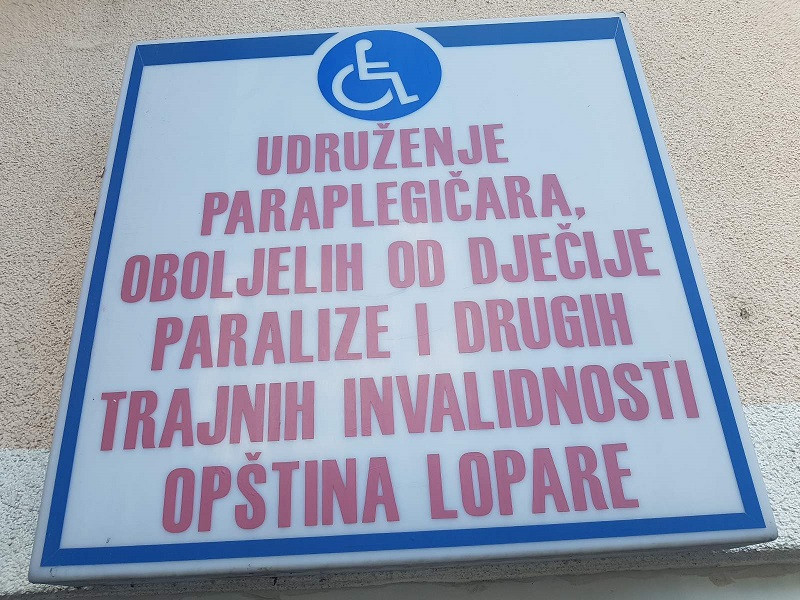 UDRUŽENJE
PARAPLEGIČARA,
OBOLJELIH OD DJEČIJE
PARALIZE I DRUGIH
TRAJNIH INVALIDNOSTI
OPŠTINA LOPARE